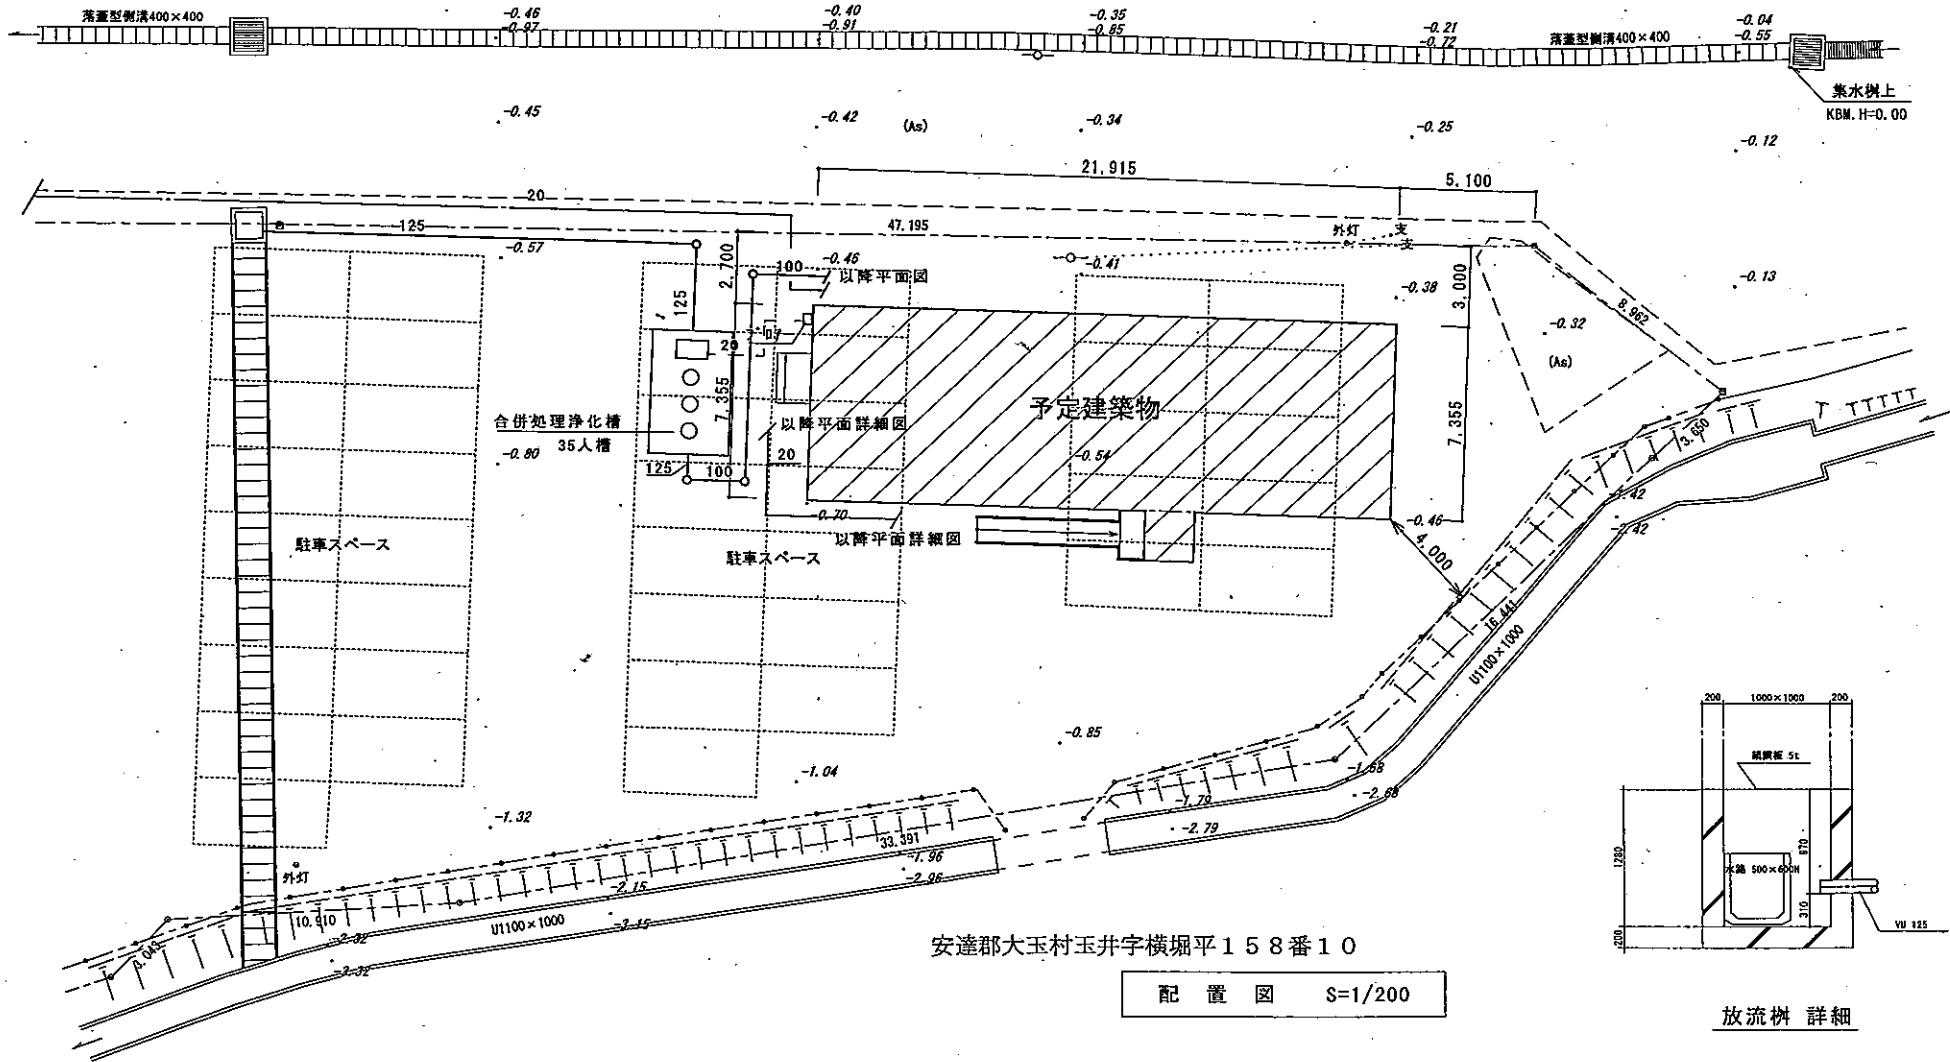 落蓋型側溝400×400
-0.46
-0.97
-0.40
-0.91
-0.35
-0.85
-0.21
-0.72
落蓋型側溝400×400
-0.04
-0.55
集水桝上
KBM.H=0.00
-0.45
-0.42
(As)
-0.34
-0.25
-0.12
21,915
5.100
20
125
47.195
外灯
支
支
-0.57
2.700
-0.46
100
以降平面図
-0.41
-0.38
3,000
-0.13
8.962
-0.32
(As)
125
20
7,355
予定建築物
7,355
合併処理浄化槽
35人槽
以降平面詳細図
-0.80
125
100
20
-0.54
3.650
-0.70
以降平面詳細図
-0.46
4,000
-1.42
-2.42
駐車スペース
駐車スペース
16.441
U1100×1000
-0.85
-1.04
-1.32
-1.68
-2.68
-1.79
-2.79
33.391
-1.96
-2.96
外灯
-2.15
-3.15
10.910
U1100×1000
-2.32
-3.32
3.043
200
1000×1000
200
縞鋼板 5t
1280
970
水路 500×600H
310
200
VU 125
安達郡大玉村玉井字横堀平158番10
配置図 S=1/200
放流桝 詳細